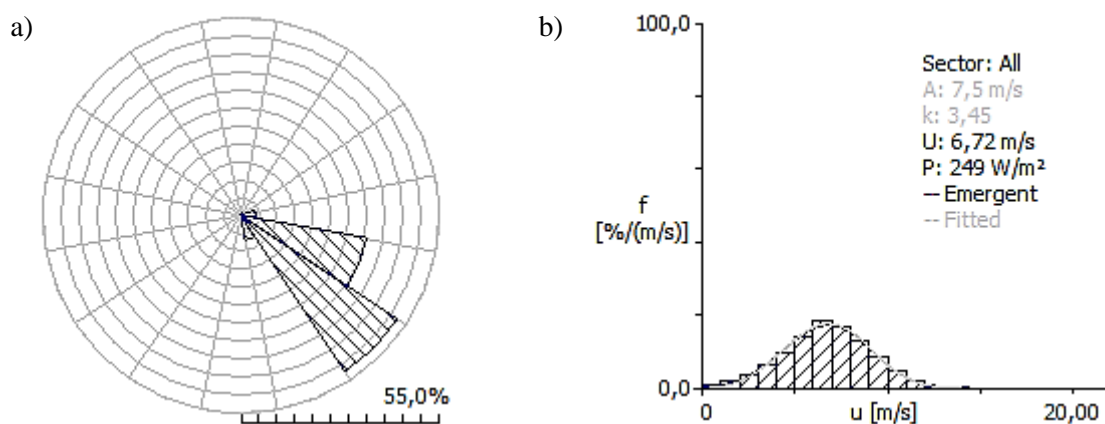 a)
55,0%
b)
100,0
f
[%/(m/s)]
0,0
0
u [m/s]
20,00
Sector: All
A: 7,5 m/s
k: 3,45
U: 6,72 m/s
P: 249 W/m²
Emergent
Fitted